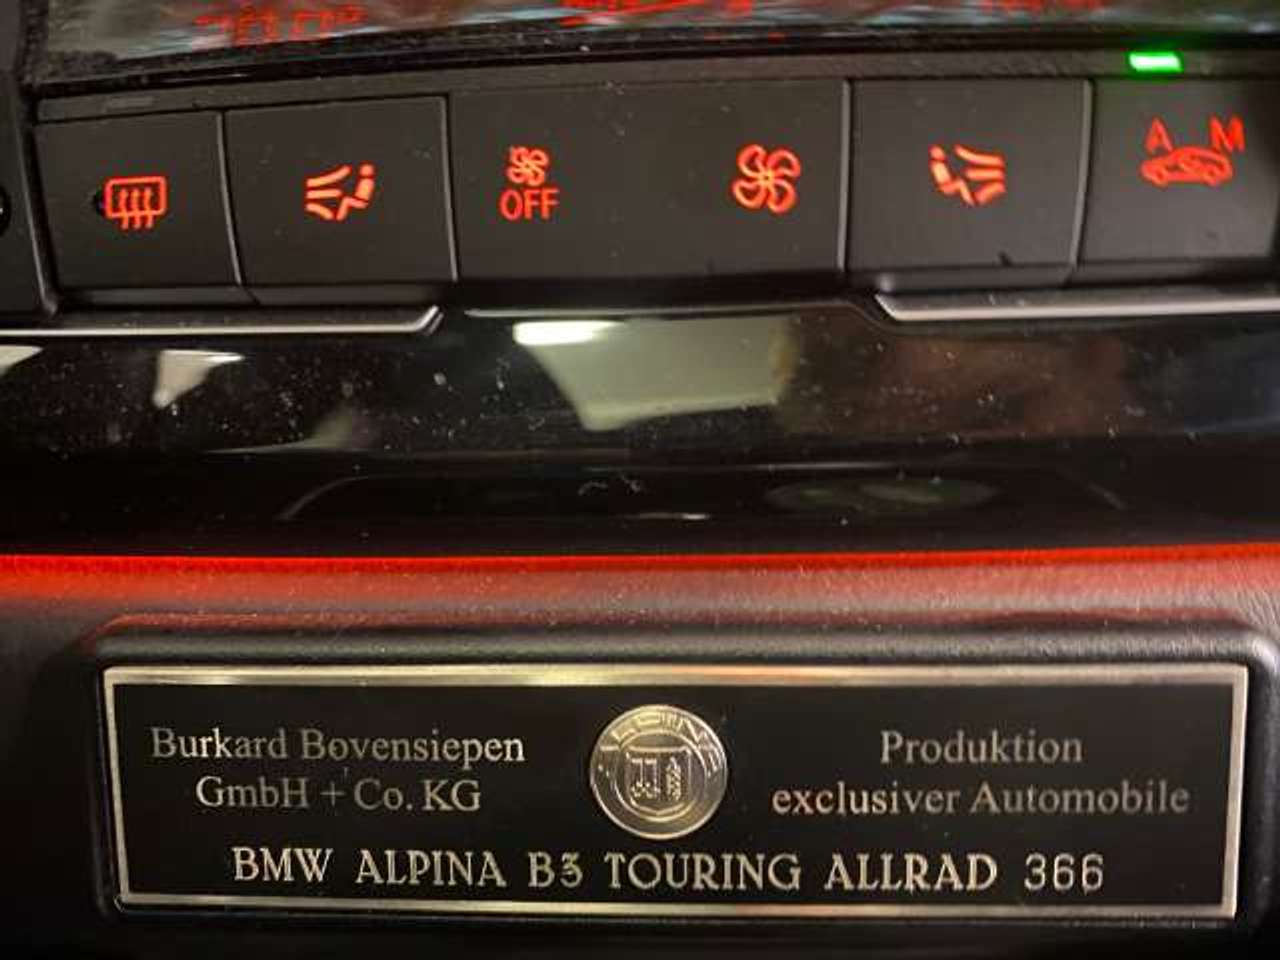 OFF
A M
Burkard Bovensiepen
GmbH + Co. KG
Produktion
exclusiver Automobile
BMW ALPINA B3 TOURING ALLRAD 366